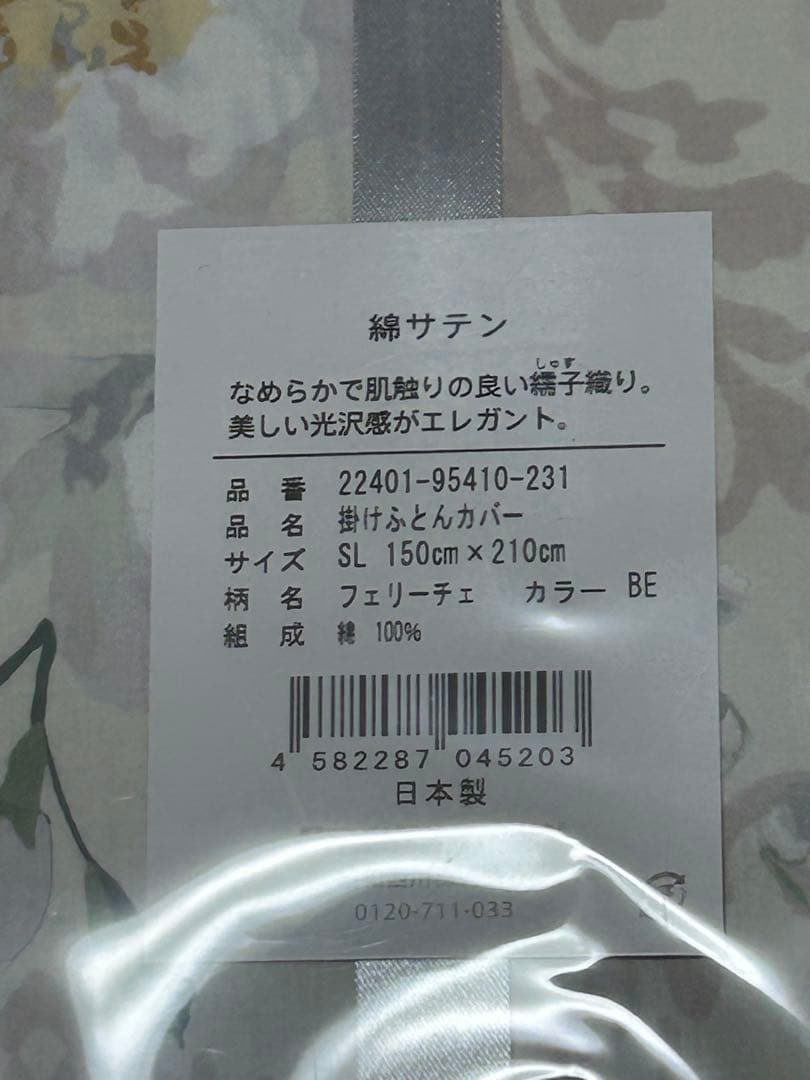 綿サテン
しゅす
なめらかで肌触りの良い繻子織り。
美しい光沢感がエレガント。
品番 22401-95410-231
品名 掛けふとんカバー
サイズ SL 150cm×210cm
柄名 フェリーチェ カラー BE
組成 綿 100%
4 582287 045203
日本製
0120-711-033